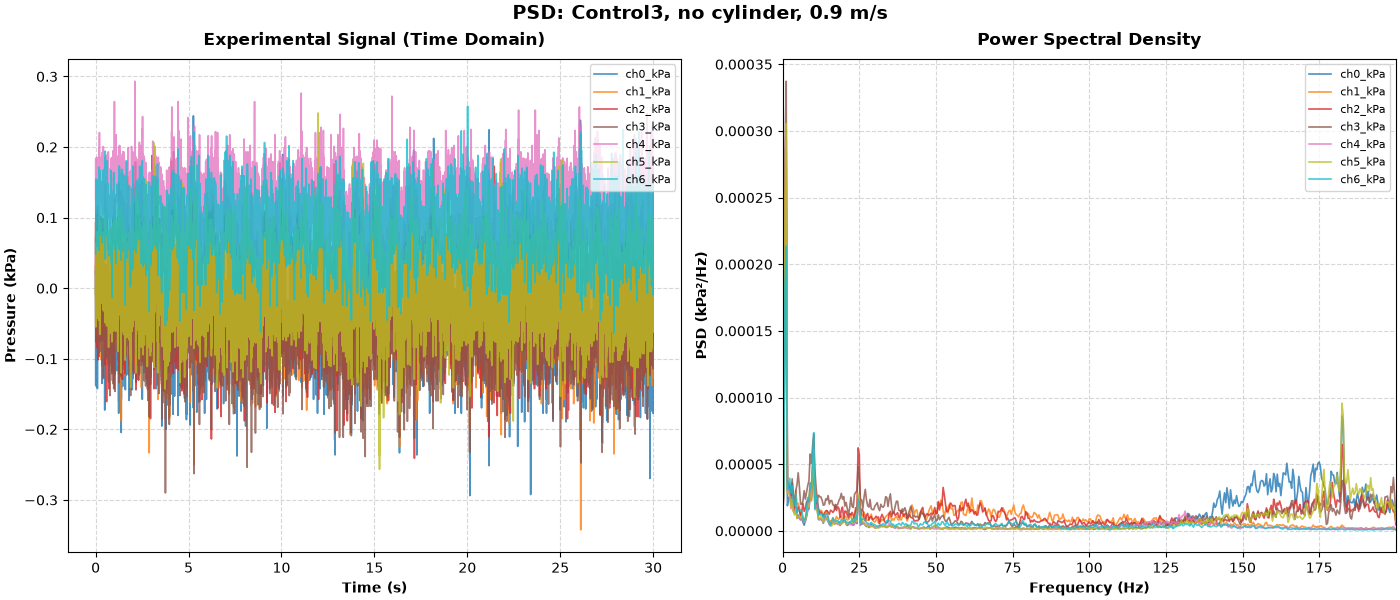 PSD: Control3, no cylinder, 0.9 m/s
Experimental Signal (Time Domain)
0.3
0.2
0.1
0.0
−0.1
−0.2
−0.3
Pressure (kPa)
0
5
10
15
20
25
30
Time (s)
ch0_kPa
ch1_kPa
ch2_kPa
ch3_kPa
ch4_kPa
ch5_kPa
ch6_kPa
Power Spectral Density
0.00035
0.00030
0.00025
0.00020
0.00015
0.00010
0.00005
0.00000
PSD (kPa²/Hz)
0
25
50
75
100
125
150
175
Frequency (Hz)
ch0_kPa
ch1_kPa
ch2_kPa
ch3_kPa
ch4_kPa
ch5_kPa
ch6_kPa